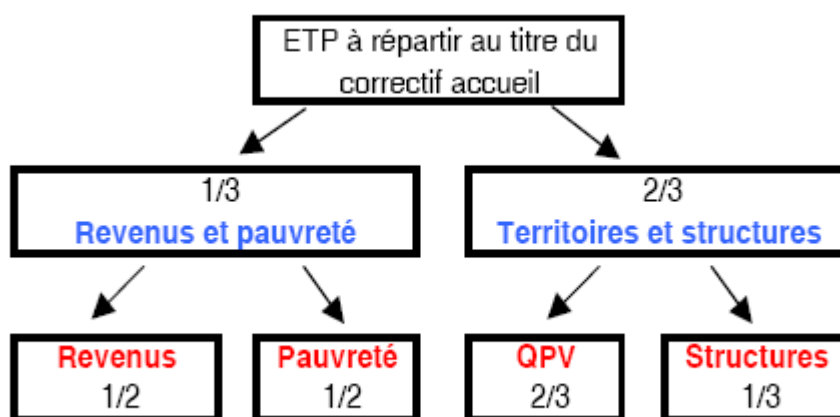 ETP à répartir au titre du
correctif accueil
1/3
Revenus et pauvreté
2/3
Territoires et structures
Revenus
1/2
Pauvreté
1/2
QPV
2/3
Structures
1/3